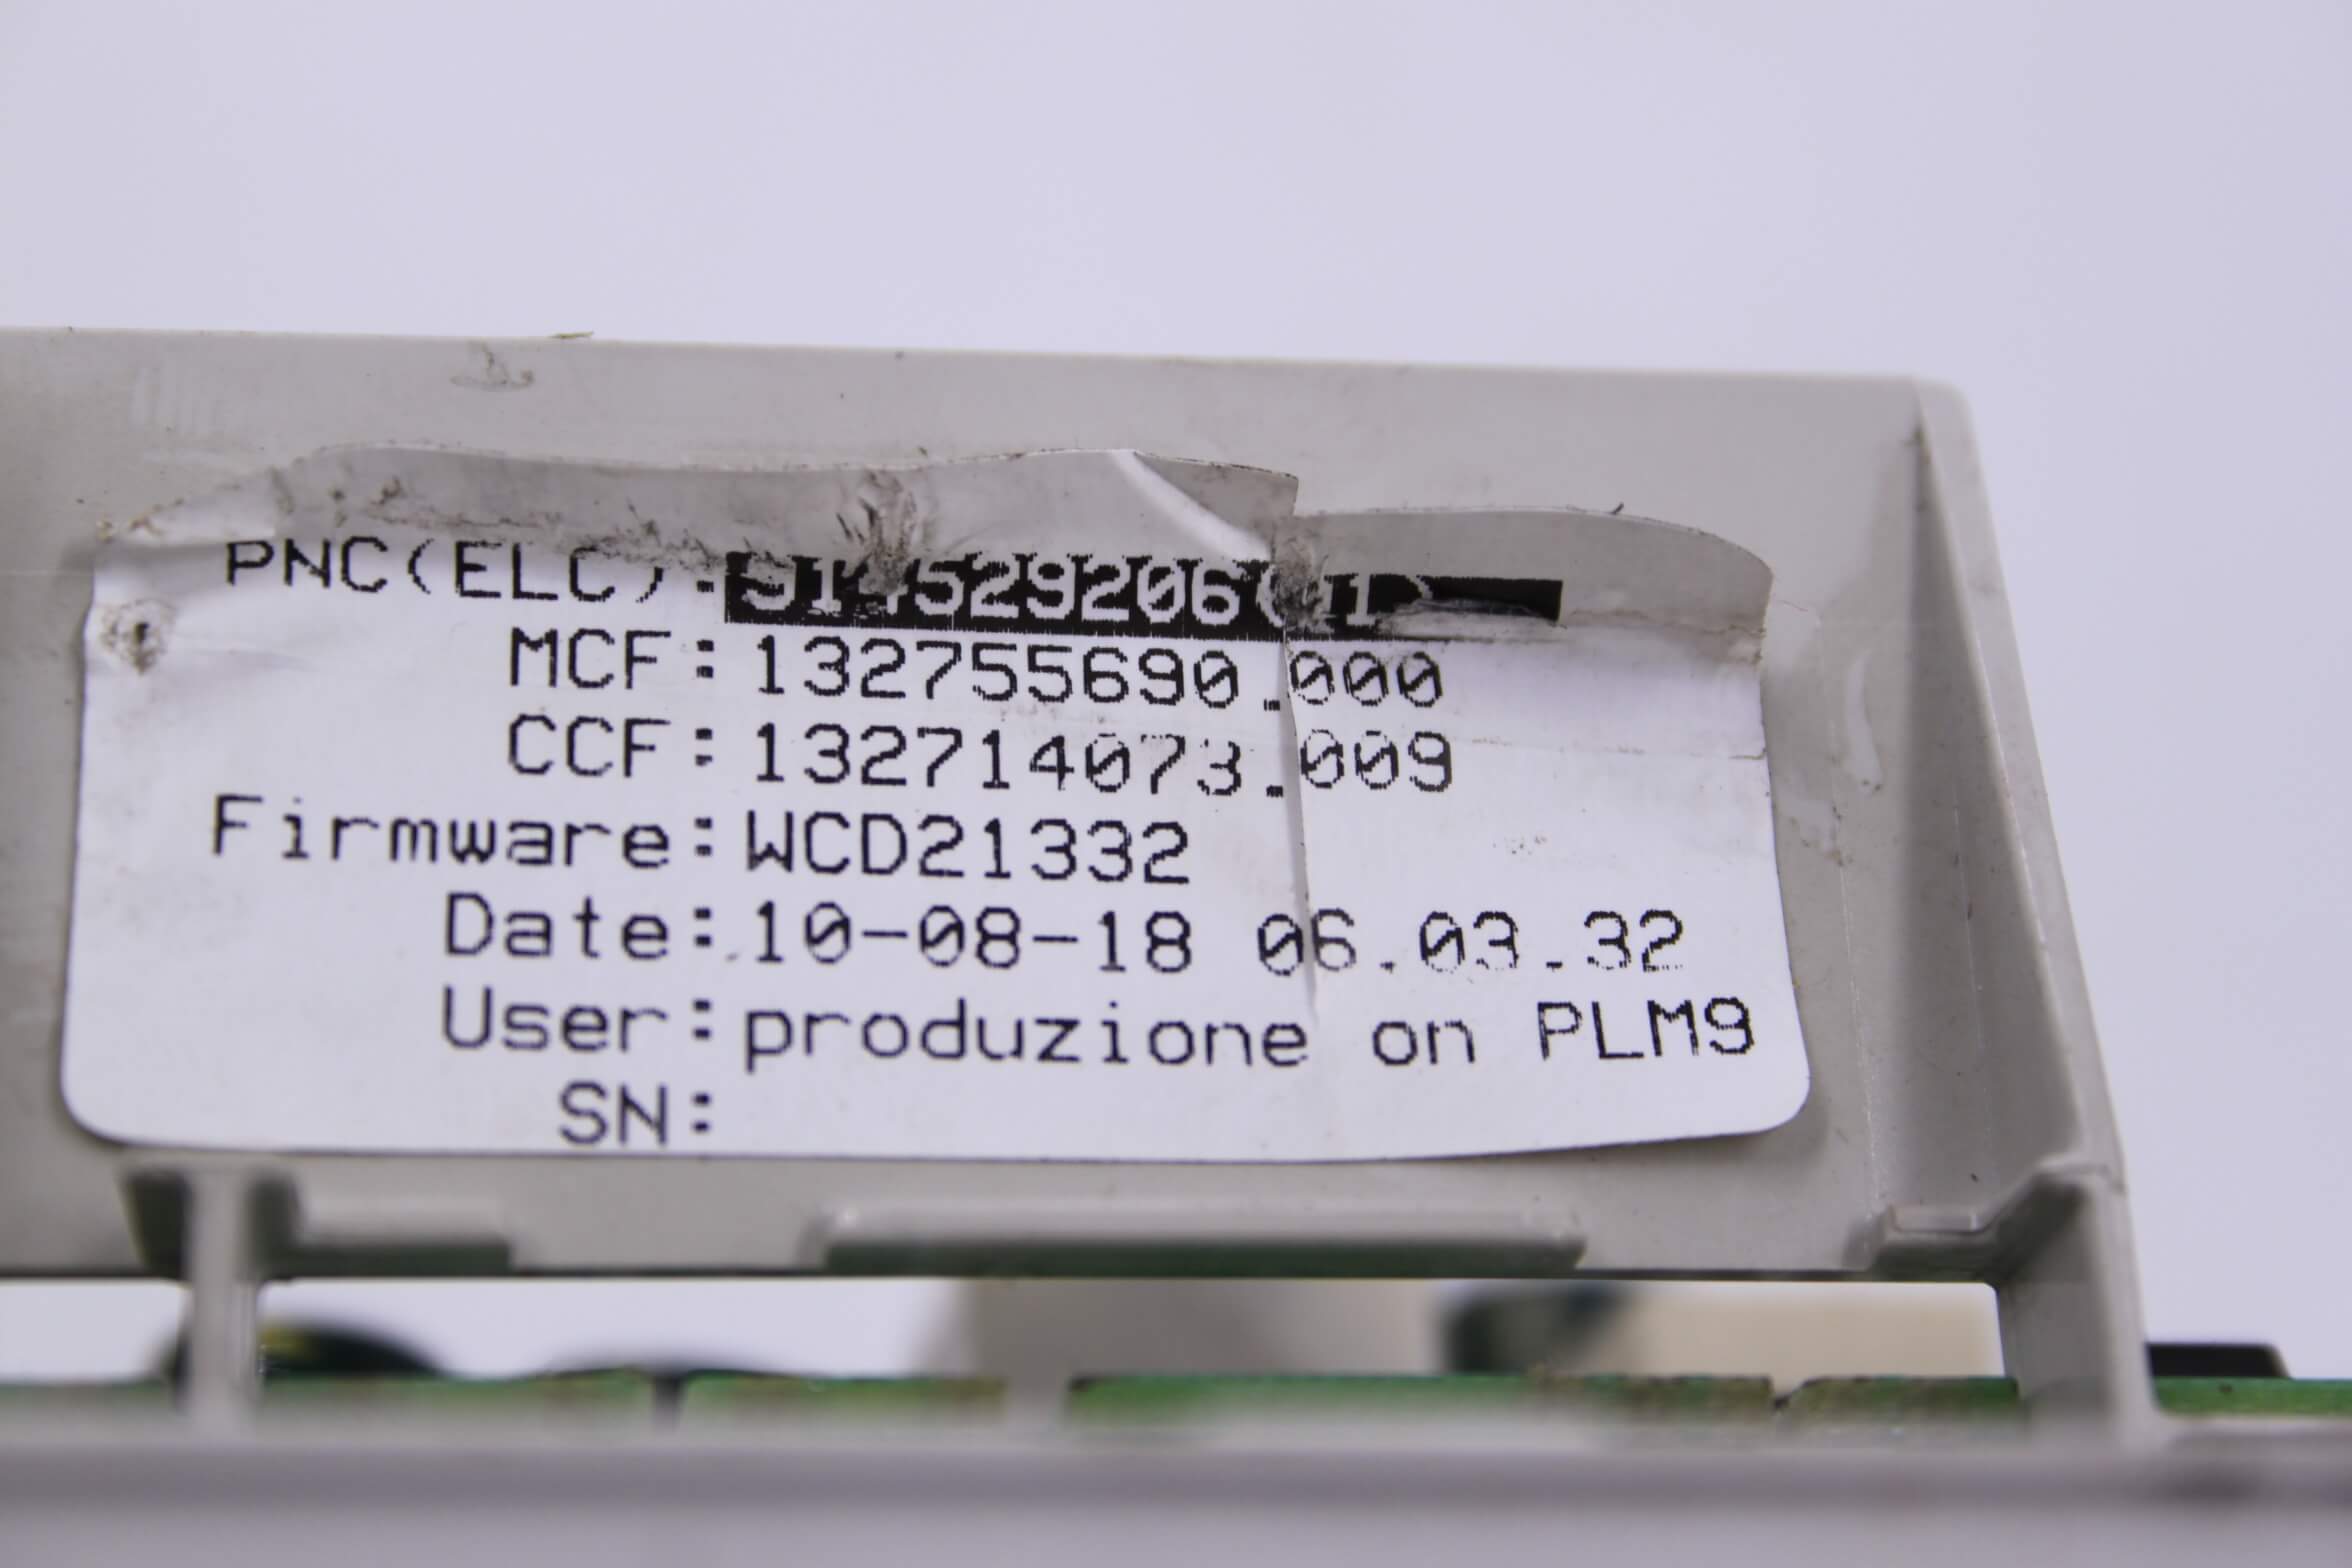 PNC(ELC):914529206(
MCF:132755690.000
CCF:132714073.009
Firmware:WCD21332
Date:10-08-18 06.03.32
User:produzione on PLM9
SN: